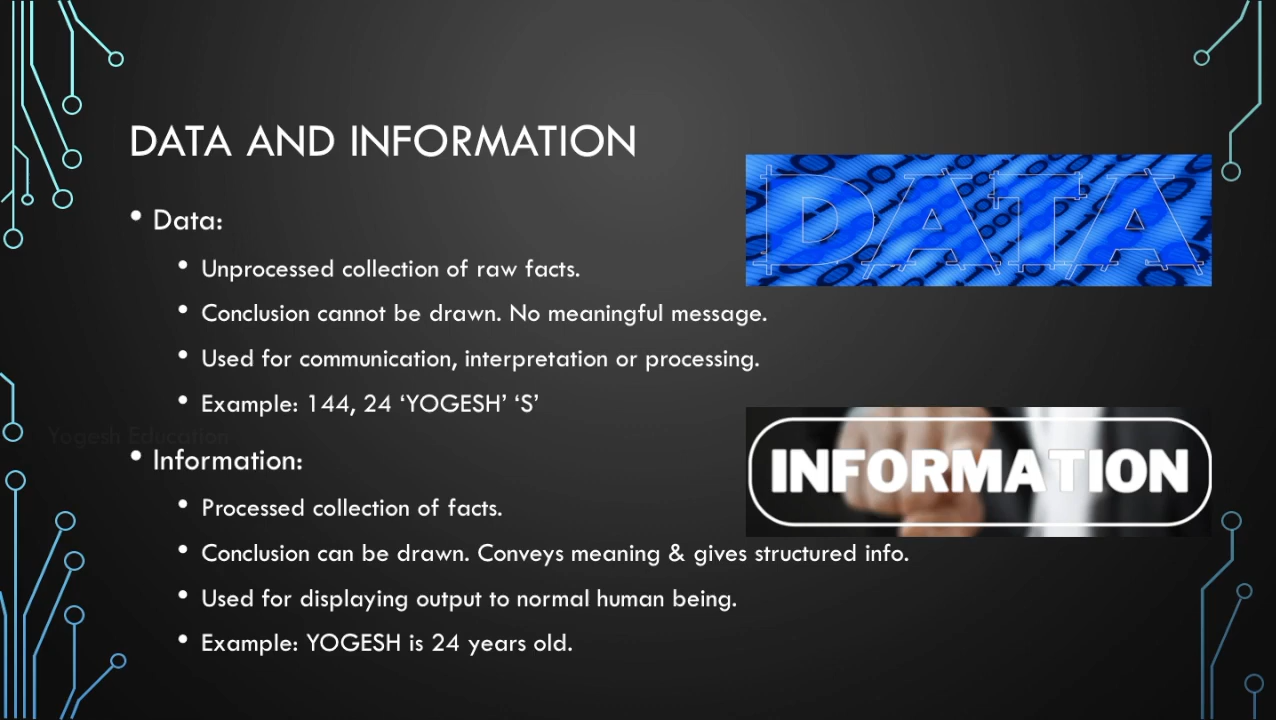 DATA AND INFORMATION
DATA
• Data:
• Unprocessed collection of raw facts.
• Conclusion cannot be drawn. No meaningful message.
• Used for communication, interpretation or processing.
• Example: 144, 24 ‘YOGESH’ ‘S’
Yogesh Education
• Information:
INFORMATION
• Processed collection of facts.
• Conclusion can be drawn. Conveys meaning & gives structured info.
• Used for displaying output to normal human being.
• Example: YOGESH is 24 years old.